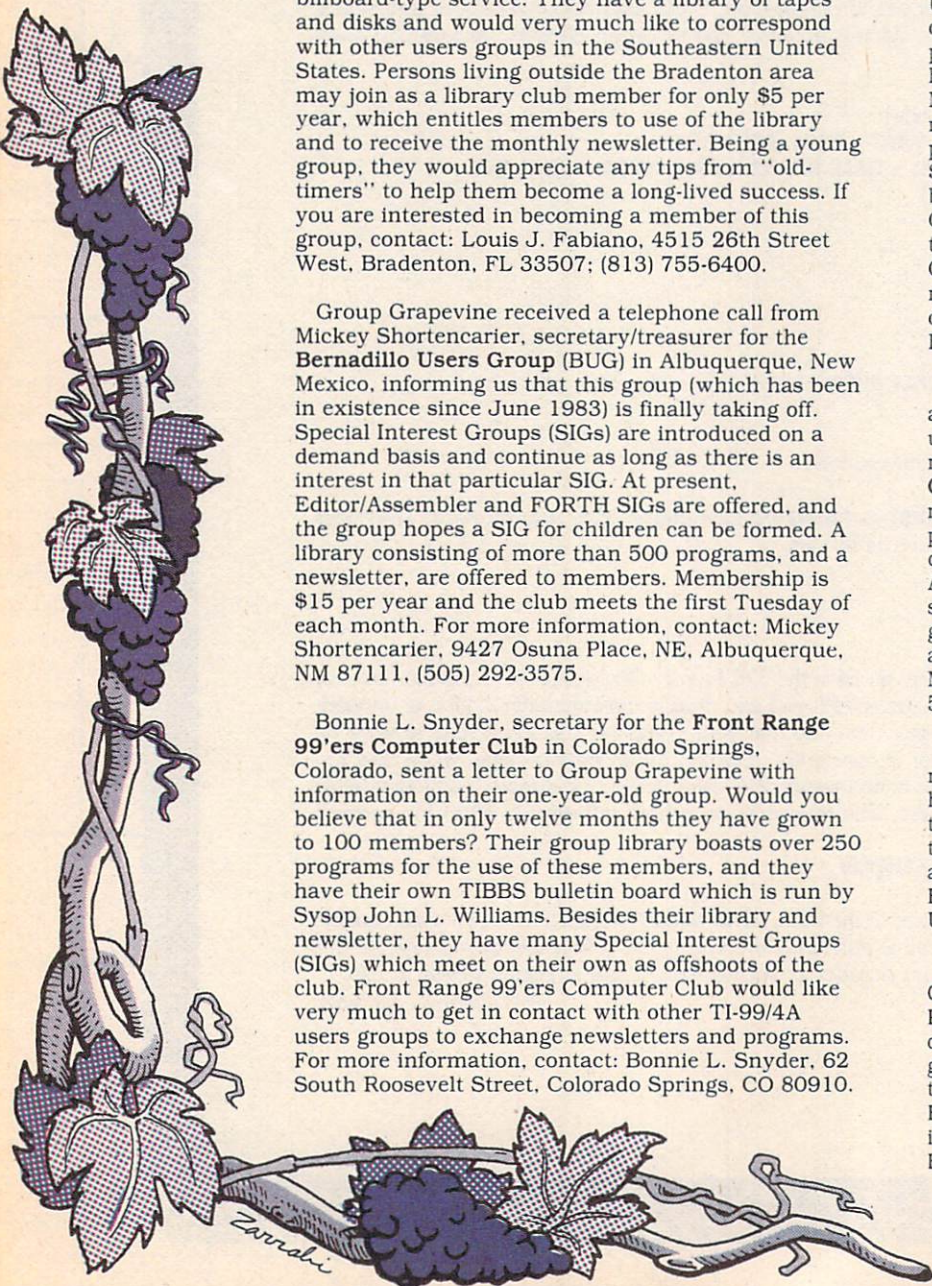 billboard-type service. They have a library of tapes
and disks and would very much like to correspond
with other users groups in the Southeastern United
States. Persons living outside the Bradenton area
may join as a library club member for only $5 per
year, which entitles members to use of the library
and to receive the monthly newsletter. Being a young
group, they would appreciate any tips from "old-
timers" to help them become a long-lived success. If
you are interested in becoming a member of this
group, contact: Louis J. Fabiano, 4515 26th Street
West, Bradenton, FL 33507; (813) 755-6400.
Group Grapevine received a telephone call from
Mickey Shortencarier, secretary/treasurer for the
Bernadillo Users Group (BUG) in Albuquerque, New
Mexico, informing us that this group (which has been
in existence since June 1983) is finally taking off.
Special Interest Groups (SIGs) are introduced on a
demand basis and continue as long as there is an
interest in that particular SIG. At present,
Editor/Assembler and FORTH SIGs are offered, and
the group hopes a SIG for children can be formed. A
library consisting of more than 500 programs, and a
newsletter, are offered to members. Membership is
$15 per year and the club meets the first Tuesday of
each month. For more information, contact: Mickey
Shortencarier, 9427 Osuna Place, NE, Albuquerque,
NM 87111, (505) 292-3575.
Bonnie L. Snyder, secretary for the Front Range
99'ers Computer Club in Colorado Springs,
Colorado, sent a letter to Group Grapevine with
information on their one-year-old group. Would you
believe that in only twelve months they have grown
to 100 members? Their group library boasts over 250
programs for the use of these members, and they
have their own TIBBS bulletin board which is run by
Sysop John L. Williams. Besides their library and
newsletter, they have many Special Interest Groups
(SIGs) which meet on their own as offshoots of the
club. Front Range 99'ers Computer Club would like
very much to get in contact with other TI-99/4A
users groups to exchange newsletters and programs.
For more information, contact: Bonnie L. Snyder, 62
South Roosevelt Street, Colorado Springs, CO 80910.
Zarrabi